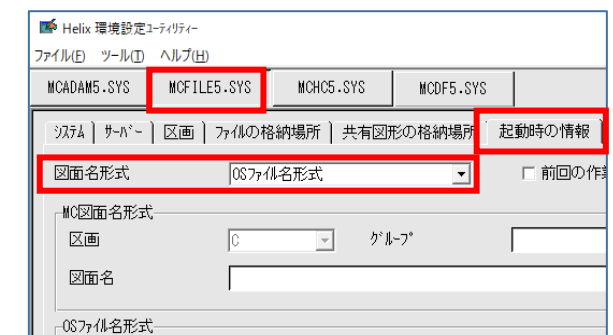 Helix 環境設定ﾕｰﾃｨﾘﾃｨｰ
ファイル(F) ツール(T) ヘルプ(H)
MCADAM5.SYS MCFILE5.SYS MCHC5.SYS MCDF5.SYS
ｼｽﾃﾑ ｻｰﾊﾞｰ 区画 ﾌｧｲﾙの格納場所 共有図形の格納場所 起動時の情報
図面名形式 OSﾌｧｲﾙ名形式 前回の作業
MC図面名形式
区画 C ｸﾞﾙｰﾌﾟ
図面名
OSﾌｧｲﾙ名形式